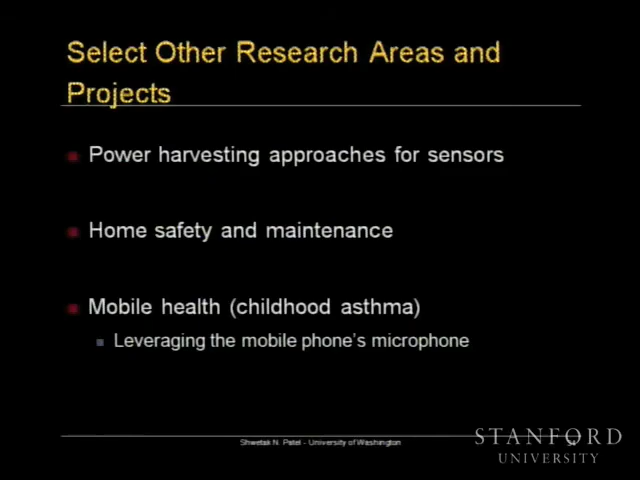 Select Other Research Areas and
Projects
Power harvesting approaches for sensors
Home safety and maintenance
Mobile health (childhood asthma)
Leveraging the mobile phone's microphone
Shwetak N. Patel - University of Washington
STANFORD
UNIVERSITY